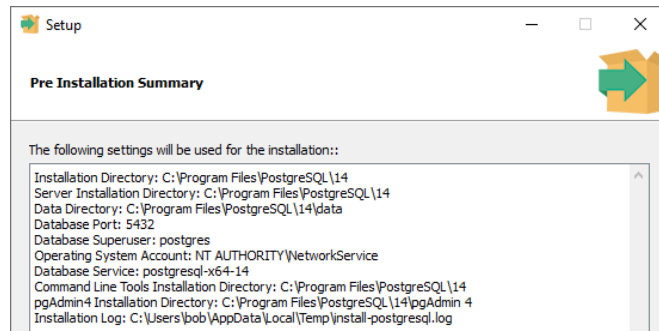 Setup
Pre Installation Summary
The following settings will be used for the installation::
Installation Directory: C:\Program Files\PostgreSQL\14
Server Installation Directory: C:\Program Files\PostgreSQL\14
Data Directory: C:\Program Files\PostgreSQL\14\data
Database Port: 5432
Database Superuser: postgres
Operating System Account: NT AUTHORITY\NetworkService
Database Service: postgresql-x64-14
Command Line Tools Installation Directory: C:\Program Files\PostgreSQL\14
pgAdmin4 Installation Directory: C:\Program Files\PostgreSQL\14\pgAdmin 4
Installation Log: C:\Users\bob\AppData\Local\Temp\install-postgresql.log